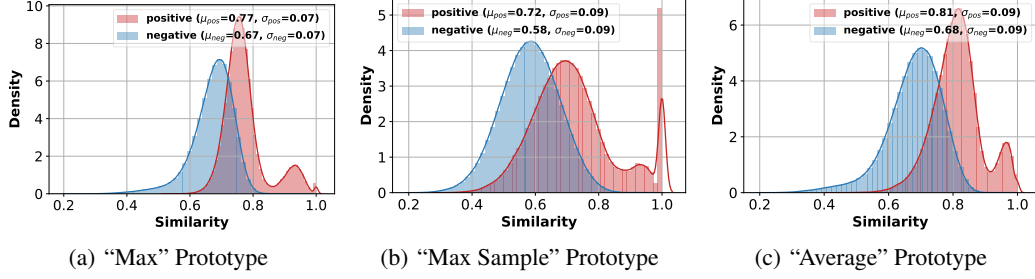 positive (μpos=0.77, σpos=0.07)
negative (μneg=0.67, σneg=0.07)
Density
10
8
6
4
2
0
0.2 0.4 0.6 0.8 1.0
Similarity
(a) “Max” Prototype
positive (μpos=0.72, σpos=0.09)
negative (μneg=0.58, σneg=0.09)
Density
5
4
3
2
1
0
0.2 0.4 0.6 0.8 1.0
Similarity
(b) “Max Sample” Prototype
positive (μpos=0.81, σpos=0.09)
negative (μneg=0.68, σneg=0.09)
Density
6
4
2
0
0.2 0.4 0.6 0.8 1.0
Similarity
(c) “Average” Prototype